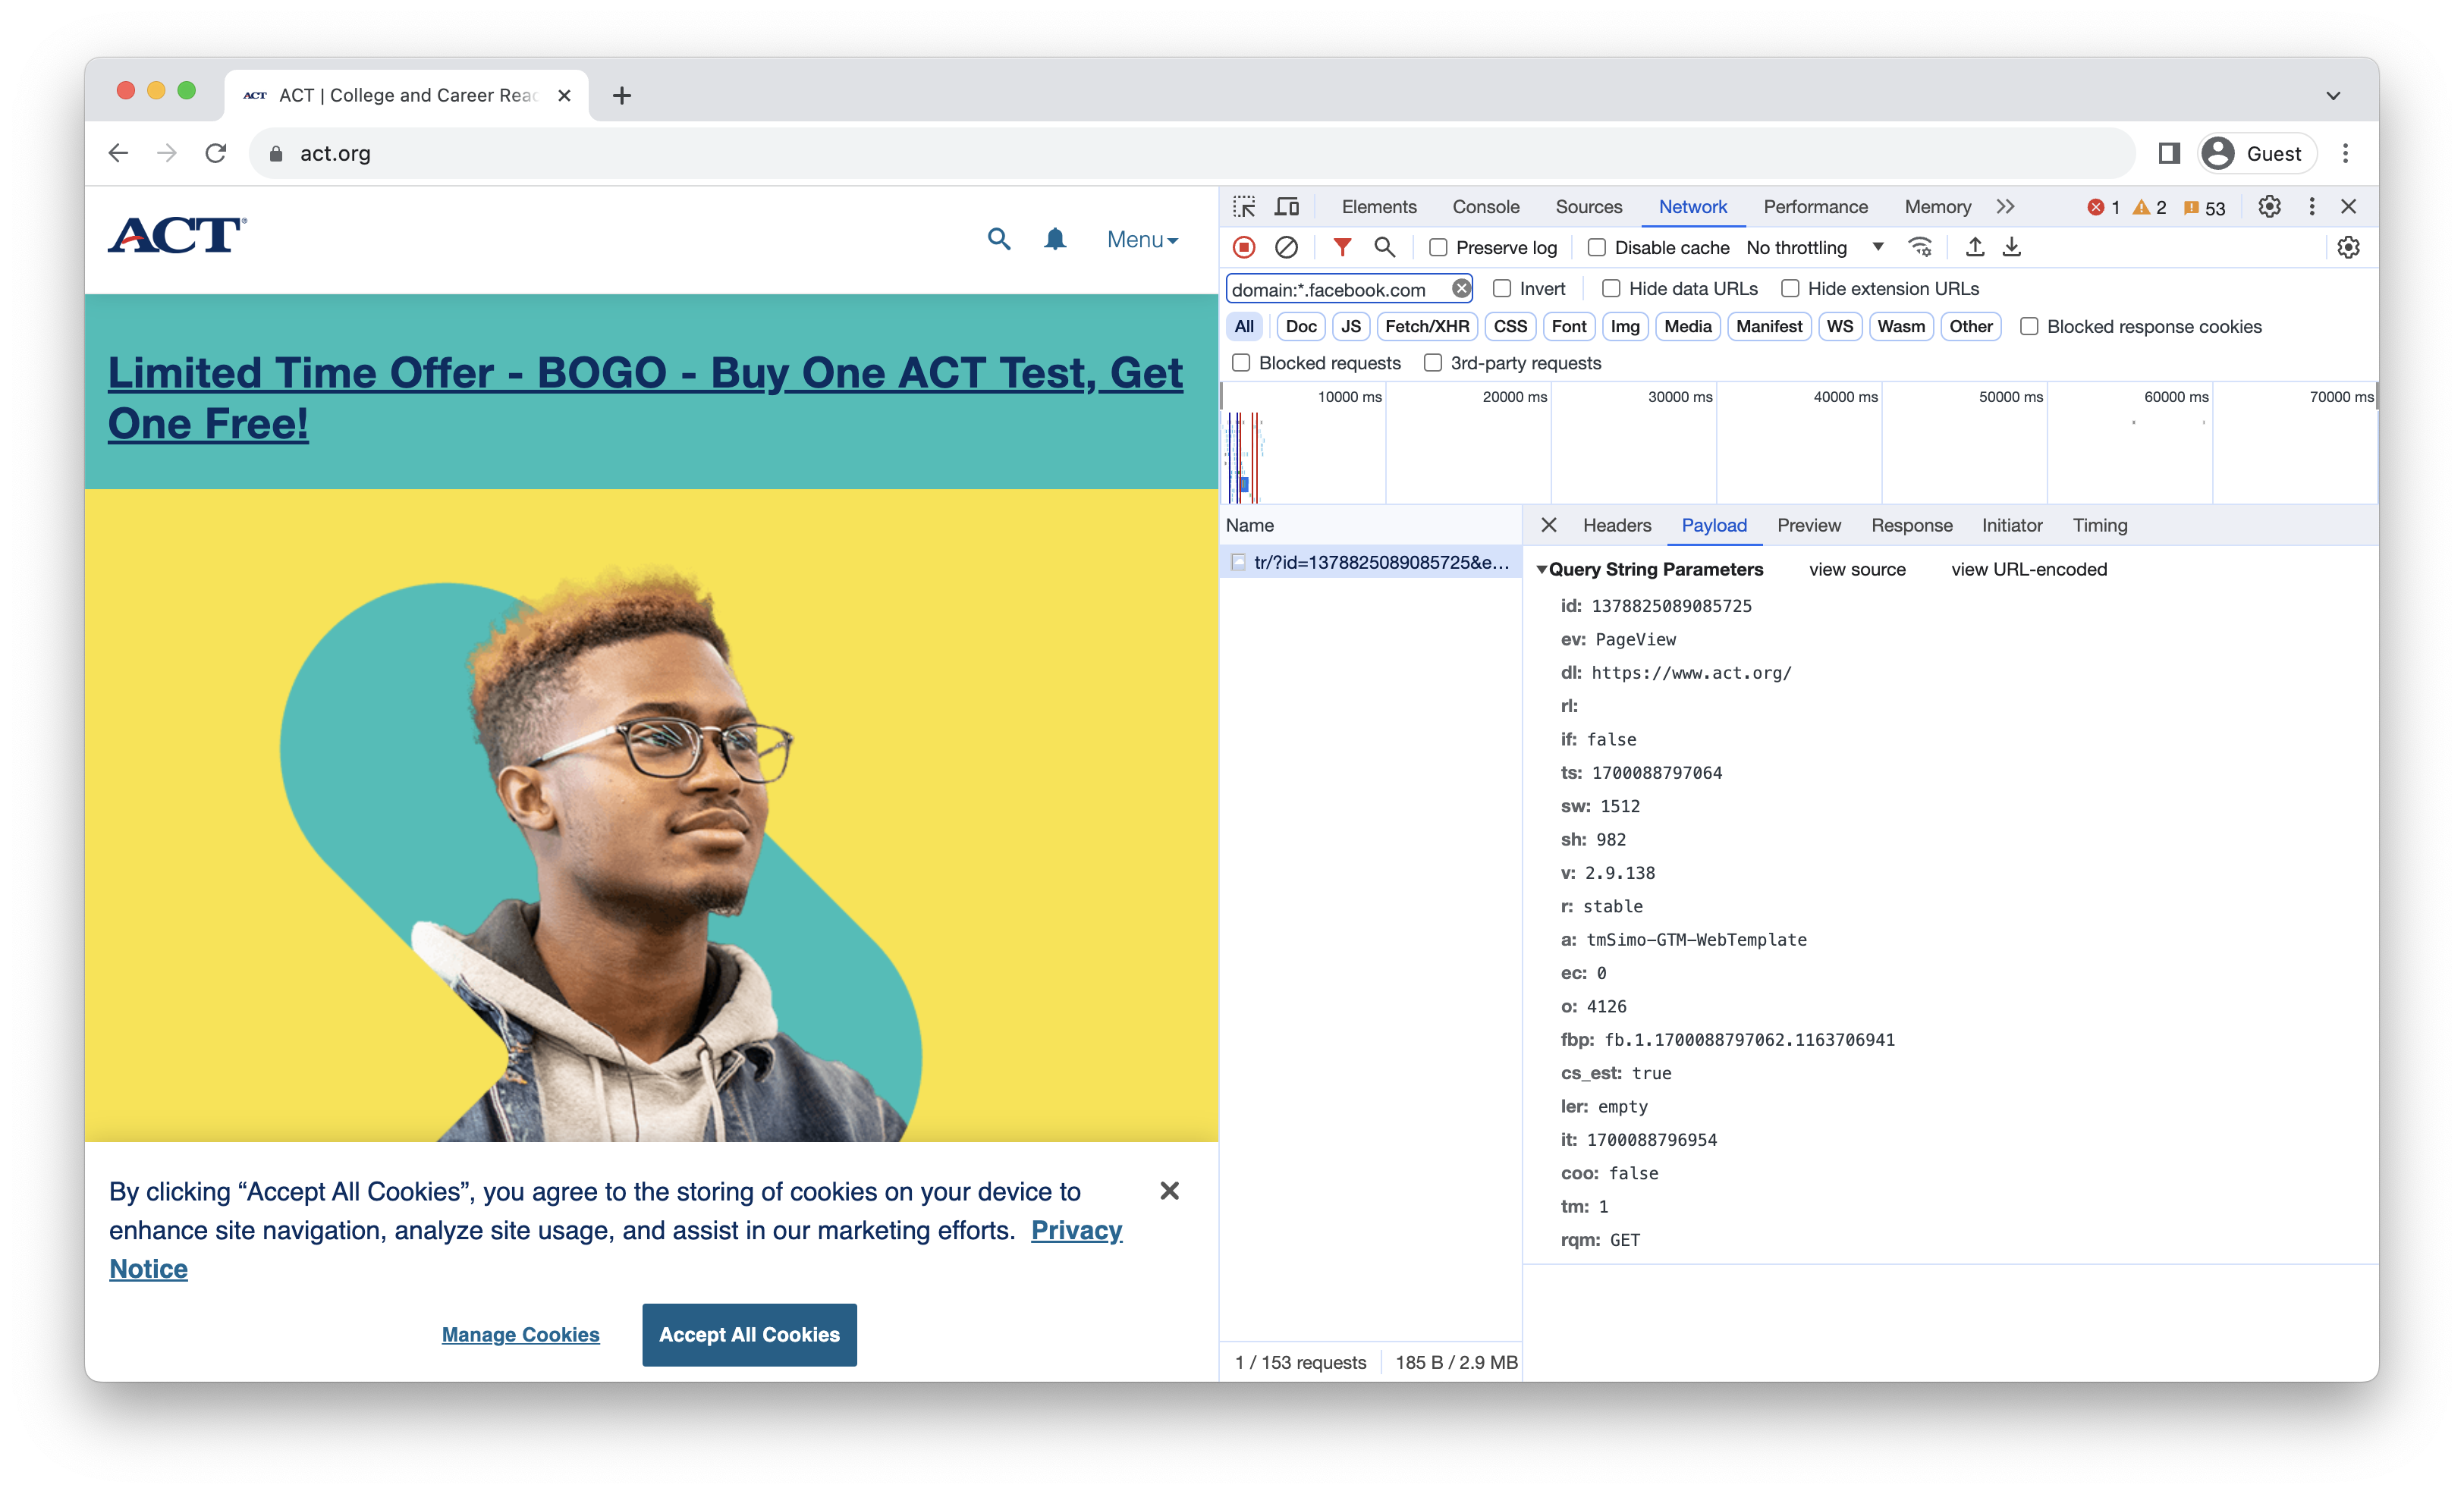 ACT | College and Career Read
act.org
Guest
ACT
Menu
Limited Time Offer - BOGO - Buy One ACT Test, Get
One Free!
By clicking “Accept All Cookies”, you agree to the storing of cookies on your device to
enhance site navigation, analyze site usage, and assist in our marketing efforts. Privacy
Notice
Manage Cookies
Accept All Cookies
Elements Console Sources Network Performance Memory 1 2 53
Preserve log Disable cache No throttling
domain:*.facebook.com Invert Hide data URLs Hide extension URLs
All Doc JS Fetch/XHR CSS Font Img Media Manifest WS Wasm Other Blocked response cookies
Blocked requests 3rd-party requests
10000 ms 20000 ms 30000 ms 40000 ms 50000 ms 60000 ms 70000 ms
Name
tr/?id=1378825089085725&e...
1 / 153 requests 185 B / 2.9 MB
Headers Payload Preview Response Initiator Timing
Query String Parameters view source view URL-encoded
id: 1378825089085725
ev: PageView
dl: https://www.act.org/
rl:
if: false
ts: 1700088797064
sw: 1512
sh: 982
v: 2.9.138
r: stable
a: tmSimo-GTM-WebTemplate
ec: 0
o: 4126
fbp: fb.1.1700088797062.1163706941
cs_est: true
ler: empty
it: 1700088796954
coo: false
tm: 1
rqm: GET